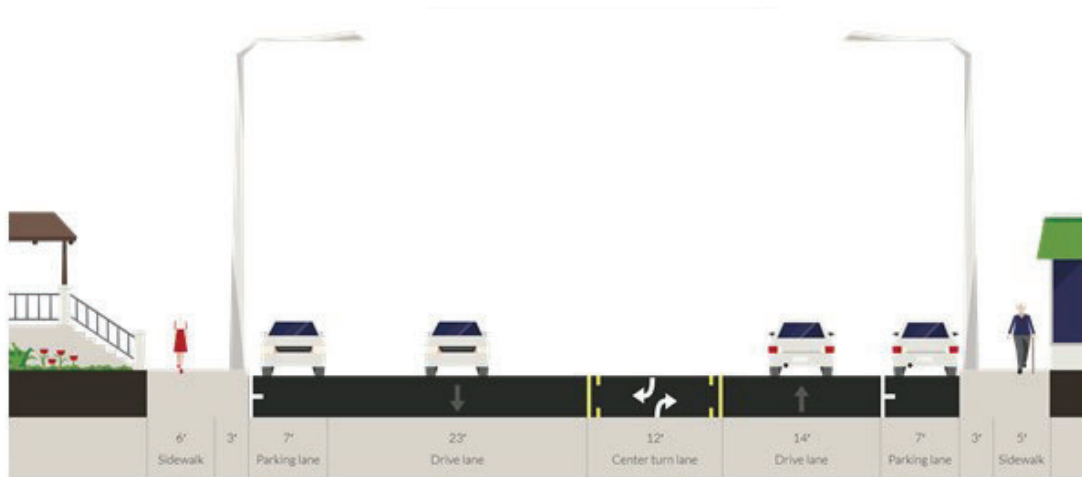 6' 3' 7' 23' 12' 14' 7' 3' 5'
Sidewalk Parking lane Drive lane Center turn lane Drive lane Parking lane Sidewalk